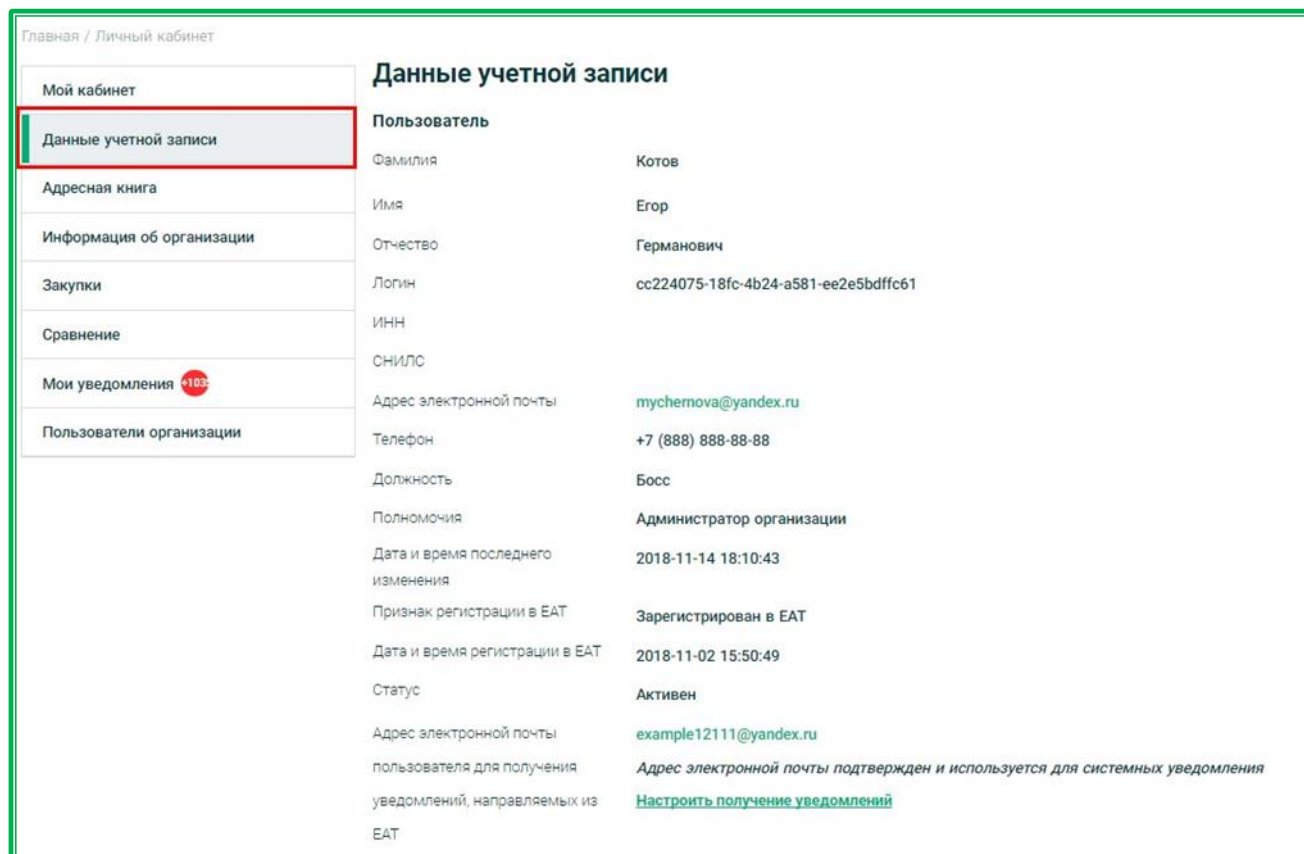 Главная / Личный кабинет
Мой кабинет
Данные учетной записи
Адресная книга
Информация об организации
Закупки
Сравнение
Мои уведомления
Пользователи организации
Данные учетной записи
Пользователь
Фамилия Котов
Имя Егор
Отчество Германович
Логин cc224075-18fc-4b24-a581-ee2e5bdffc61
ИНН
СНИЛС
Адрес электронной почты mychernova@yandex.ru
Телефон +7 (888) 888-88-88
Должность Босс
Полномочия Администратор организации
Дата и время последнего
изменения
2018-11-14 18:10:43
Признак регистрации в ЕАТ Зарегистрирован в ЕАТ
Дата и время регистрации в ЕАТ 2018-11-02 15:50:49
Статус Активен
Адрес электронной почты
пользователя для получения
уведомлений, направляемых из
ЕАТ
example12111@yandex.ru
Адрес электронной почты подтвержден и используется для системных уведомления
Настроить получение уведомлений